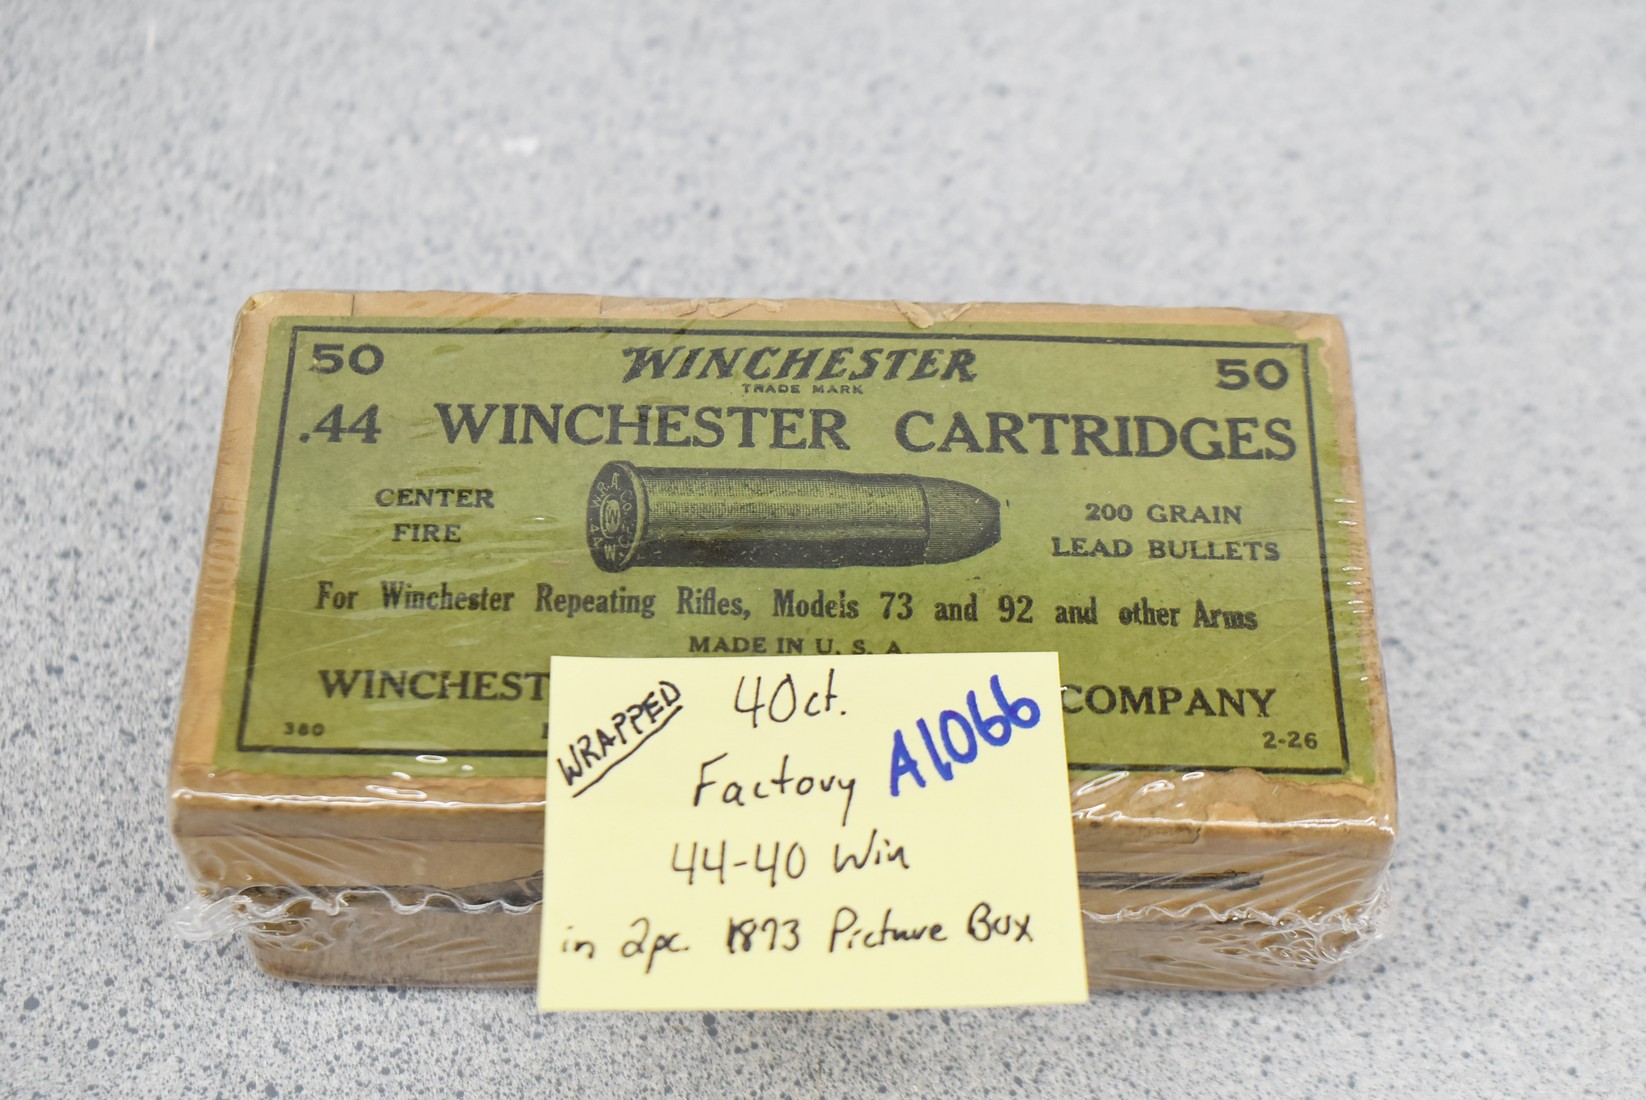 50 WINCHESTER 50
TRADE MARK
.44 WINCHESTER CARTRIDGES
CENTER
FIRE
W.R.A. Co.
W
44 W.C.F.
200 GRAIN
LEAD BULLETS
For Winchester Repeating Rifles, Models 73 and 92 and other Arms
MADE IN U. S. A.
WINCHEST COMPANY
380 2-26
WRAPPED
40ct.
A1066
Factory
44-40 Win
in 2pc. 1873 Picture Box